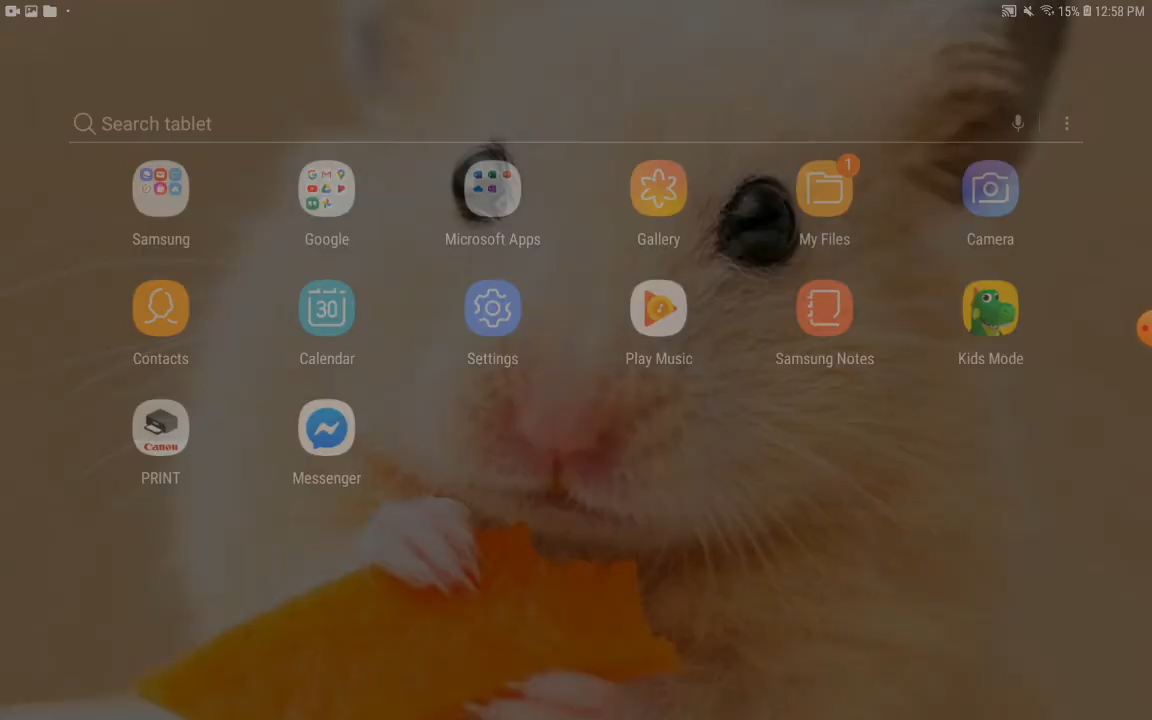 15% 12:58 PM
Search tablet
1
Samsung Google Microsoft Apps Gallery My Files Camera
30
Contacts Calendar Settings Play Music Samsung Notes Kids Mode
Canon
PRINT Messenger